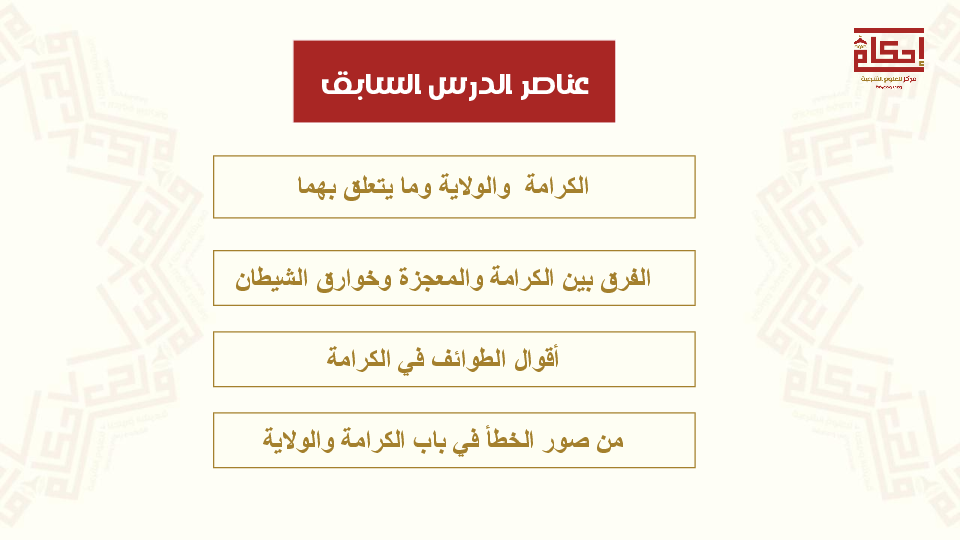 إحكام
مركز للعلوم الشرعية
عناصر الدرس السابق
الكرامة والولاية وما يتعلق بهما
الفرق بين الكرامة والمعجزة وخوارق الشيطان
أقوال الطوائف في الكرامة
من صور الخطأ في باب الكرامة والولاية